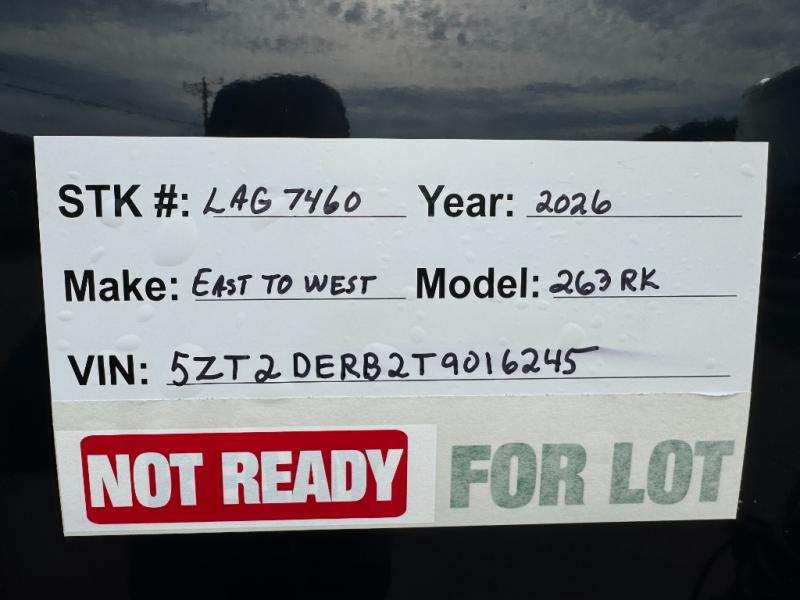 STK #: LAG 7460 Year: 2026
Make: EAST TO WEST Model: 263 RK
VIN: 5ZT2DERB2T9016245
NOT READY FOR LOT